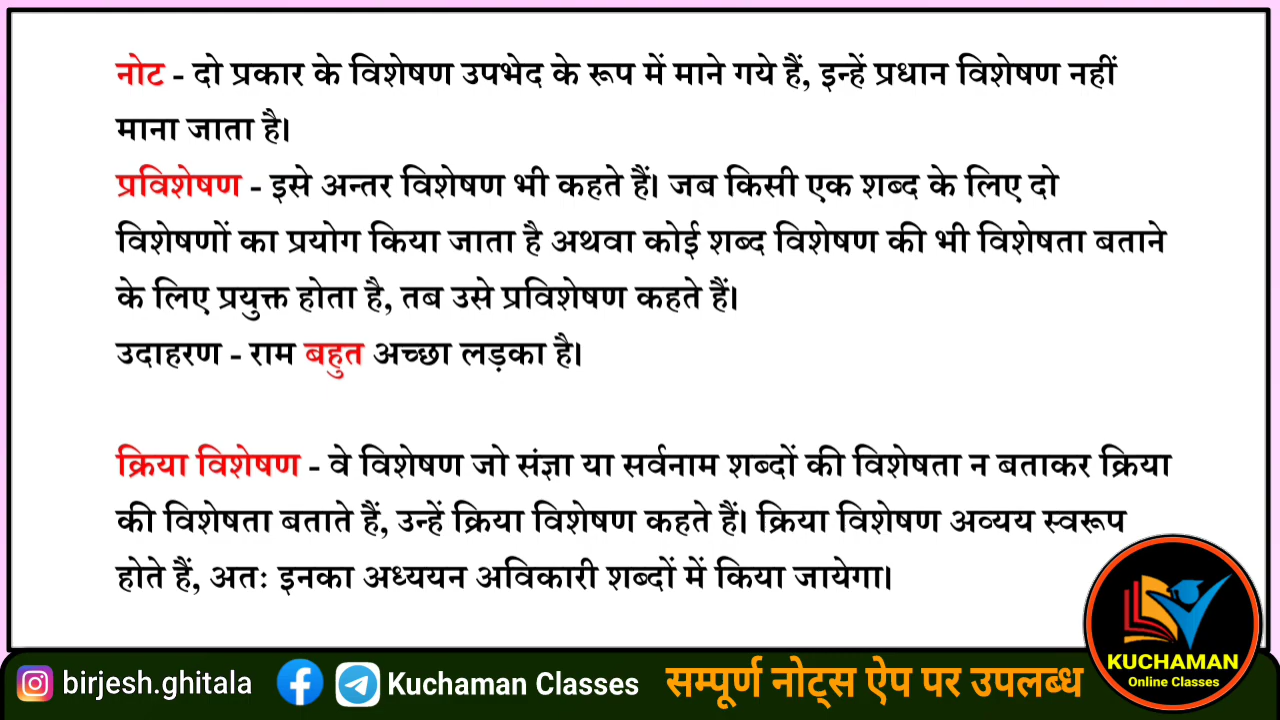 नोट - दो प्रकार के विशेषण उपभेद के रूप में माने गये हैं, इन्हें प्रधान विशेषण नहीं
माना जाता है।
प्रविशेषण - इसे अन्तर विशेषण भी कहते हैं। जब किसी एक शब्द के लिए दो
विशेषणों का प्रयोग किया जाता है अथवा कोई शब्द विशेषण की भी विशेषता बताने
के लिए प्रयुक्त होता है, तब उसे प्रविशेषण कहते हैं।
उदाहरण - राम बहुत अच्छा लड़का है।
क्रिया विशेषण - वे विशेषण जो संज्ञा या सर्वनाम शब्दों की विशेषता न बताकर क्रिया
की विशेषता बताते हैं, उन्हें क्रिया विशेषण कहते हैं। क्रिया विशेषण अव्यय स्वरूप
होते हैं, अतः इनका अध्ययन अविकारी शब्दों में किया जायेगा।
KUCHAMAN
Online Classes
birjesh.ghitala Kuchaman Classes सम्पूर्ण नोट्स ऐप पर उपलब्ध